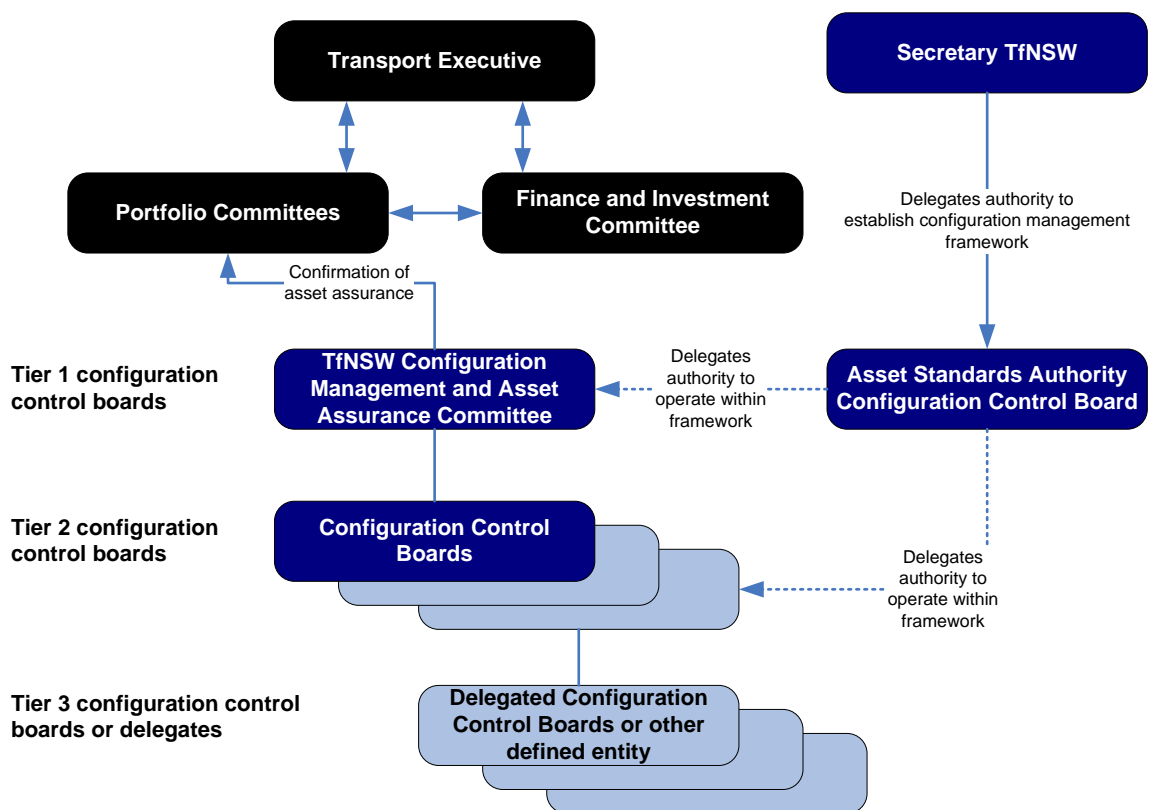 Transport Executive
Secretary TfNSW
Portfolio Committees
Finance and Investment
Committee
Delegates authority to
establish configuration management
framework
Confirmation of
asset assurance
Tier 1 configuration
control boards
TfNSW Configuration
Management and Asset
Assurance Committee
Delegates
authority to
operate within
framework
Asset Standards Authority
Configuration Control Board
Tier 2 configuration
control boards
Configuration Control
Boards
Delegates
authority to
operate within
framework
Tier 3 configuration control
boards or delegates
Delegated Configuration
Control Boards or other
defined entity